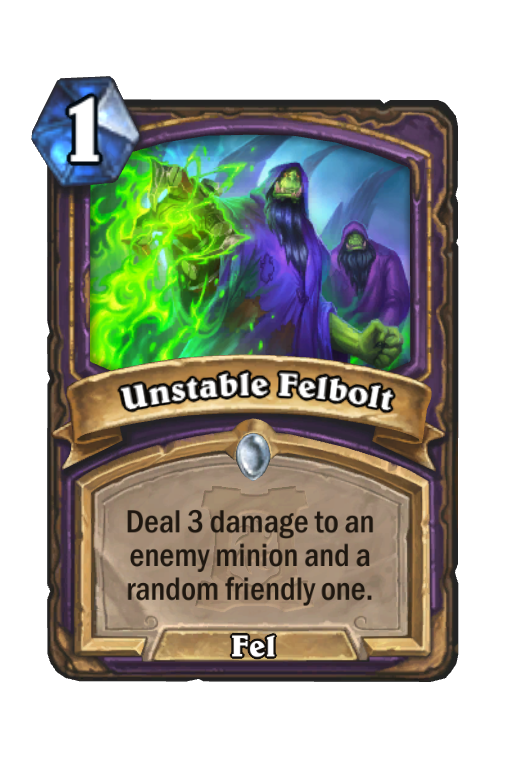 1
Unstable Felbolt
Deal 3 damage to an
enemy minion and a
random friendly one.
Fel